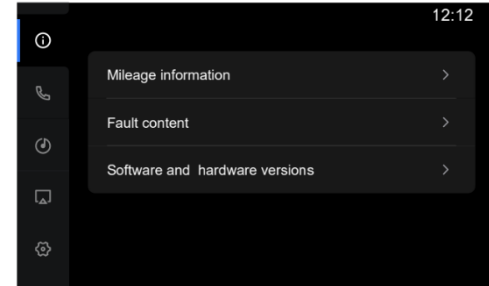 12:12
Mileage information
Fault content
Software and  hardware versions